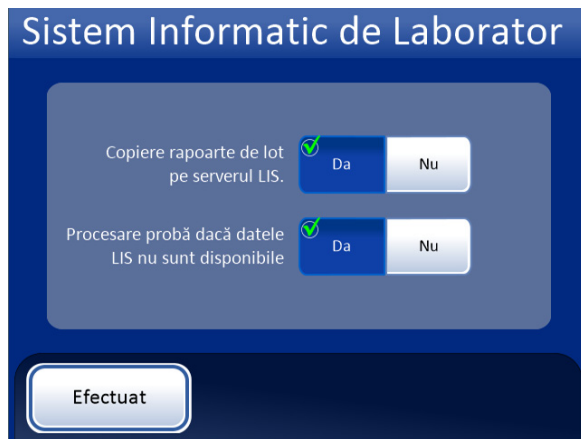 Sistem Informatic de Laborator
Copiere rapoarte de lot
pe serverul LIS.
Da
Nu
Procesare probă dacă datele
LIS nu sunt disponibile
Da
Nu
Efectuat